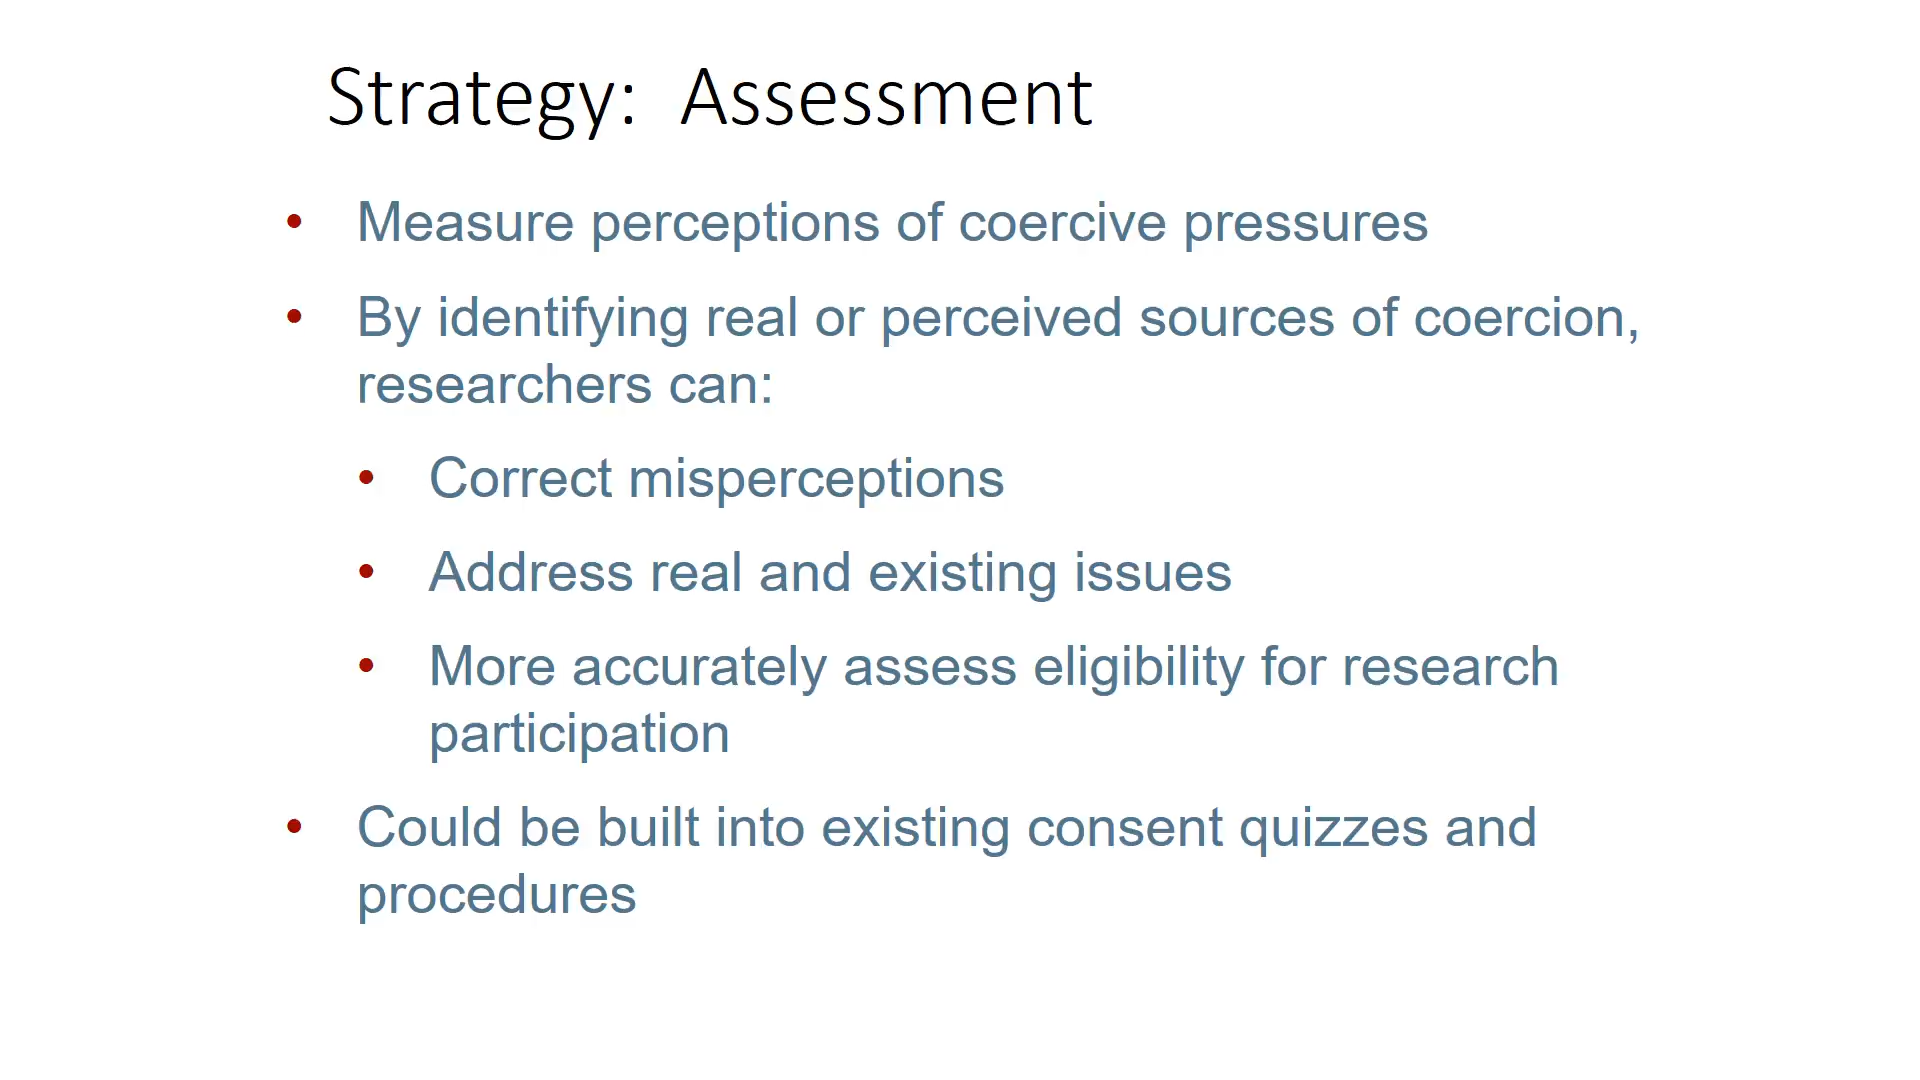 Strategy:  Assessment
• Measure perceptions of coercive pressures
• By identifying real or perceived sources of coercion,
researchers can:
• Correct misperceptions
• Address real and existing issues
• More accurately assess eligibility for research
participation
• Could be built into existing consent quizzes and
procedures